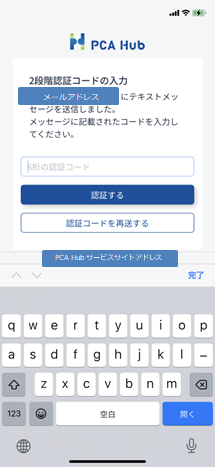 PCA Hub
2段階認証コードの入力
メールアドレス にテキストメッ
セージを送信しました。
メッセージに記載されたコードを入力し
てください。
6桁の認証コード
認証する
認証コードを再送する
PCA Hubサービスサイトアドレス
完了
q w e r t y u i o p
a s d f g h j k l ー
z x c v b n m
123 空白 開く